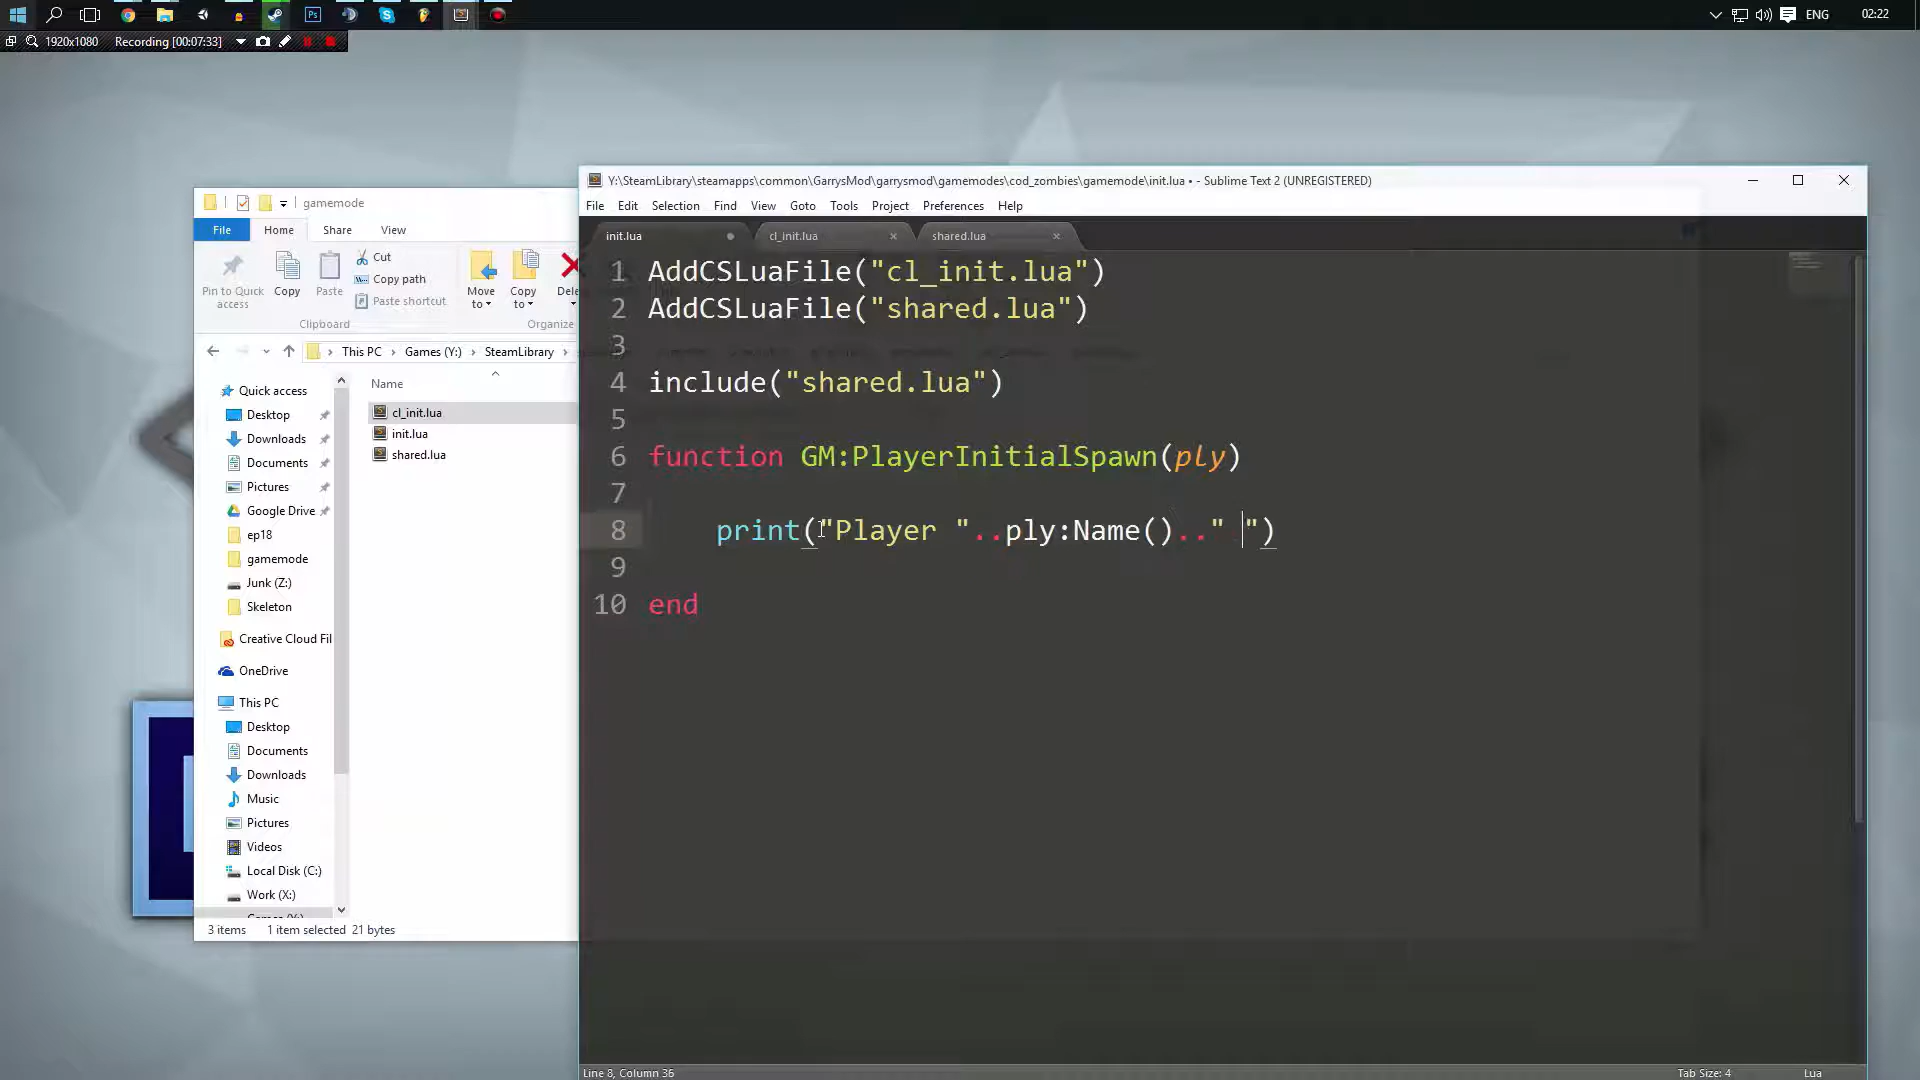 ENG 02:22
1920x1080 Recording [00:07:33]
Y:\SteamLibrary\steamapps\common\GarrysMod\garrysmod\gamemodes\cod_zombies\gamemode\init.lua • - Sublime Text 2 (UNREGISTERED)
File Edit Selection Find View Goto Tools Project Preferences Help
init.lua cl_init.lua shared.lua
1 AddCSLuaFile("cl_init.lua")
2 AddCSLuaFile("shared.lua")
3
4 include("shared.lua")
5
6 function GM:PlayerInitialSpawn(ply)
7
8 print("Player "..ply:Name().." ")
9
10 end
Line 8, Column 36 Tab Size: 4 Lua
gamemode
File Home Share View
Pin to Quick access
Copy
Paste
Cut
Copy path
Paste shortcut
Clipboard
Move to
Copy to
Organize
This PC Games (Y:) SteamLibrary
Name
cl_init.lua
init.lua
shared.lua
Quick access
Desktop
Downloads
Documents
Pictures
Google Drive
ep18
gamemode
Junk (Z:)
Skeleton
Creative Cloud Fil
OneDrive
This PC
Desktop
Documents
Downloads
Music
Pictures
Videos
Local Disk (C:)
Work (X:)
3 items 1 item selected 21 bytes